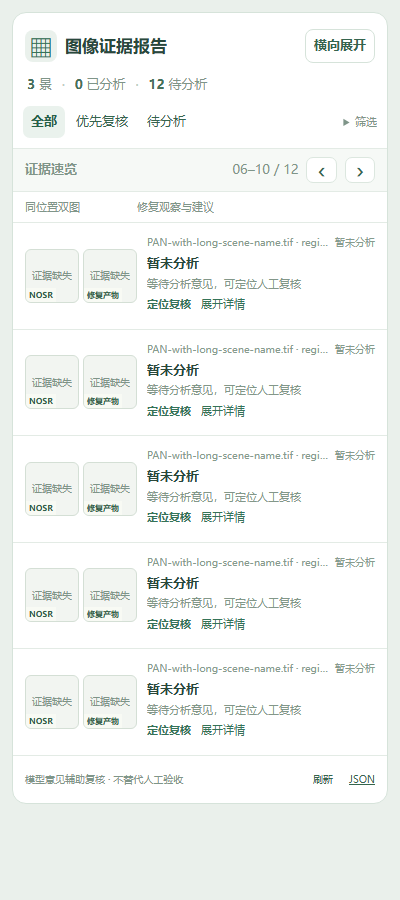 图像证据报告
横向展开
3 景 · 0 已分析 · 12 待分析
全部 优先复核 待分析 ▸ 筛选
证据速览 06–10 / 12 ‹ ›
同位置双图 修复观察与建议
PAN-with-long-scene-name.tif · regi... 暂未分析
证据缺失 NOSR
证据缺失 修复产物
暂未分析
等待分析意见，可定位人工复核
定位复核 展开详情
PAN-with-long-scene-name.tif · regi... 暂未分析
证据缺失 NOSR
证据缺失 修复产物
暂未分析
等待分析意见，可定位人工复核
定位复核 展开详情
PAN-with-long-scene-name.tif · regi... 暂未分析
证据缺失 NOSR
证据缺失 修复产物
暂未分析
等待分析意见，可定位人工复核
定位复核 展开详情
PAN-with-long-scene-name.tif · regi... 暂未分析
证据缺失 NOSR
证据缺失 修复产物
暂未分析
等待分析意见，可定位人工复核
定位复核 展开详情
PAN-with-long-scene-name.tif · regi... 暂未分析
证据缺失 NOSR
证据缺失 修复产物
暂未分析
等待分析意见，可定位人工复核
定位复核 展开详情
模型意见辅助复核 · 不替代人工验收 刷新 JSON